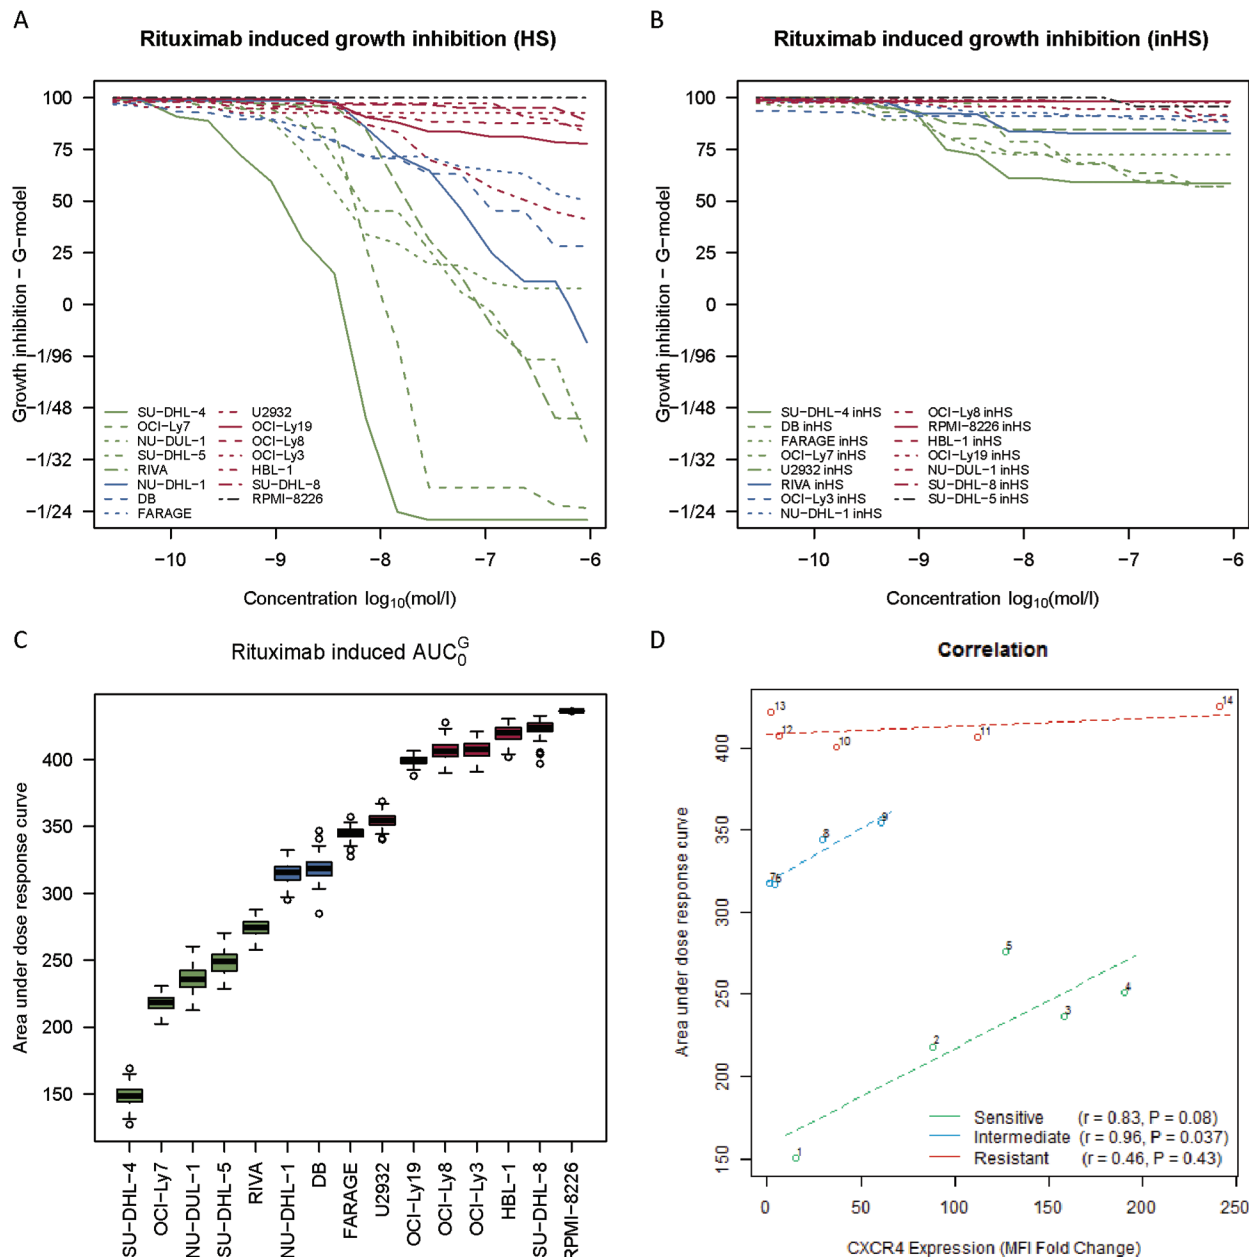 A
Rituximab induced growth inhibition (HS)
Growth inhibition − G−model
100
75
50
25
0
−1/96
−1/48
−1/32
−1/24
SU−DHL−4
OCI−Ly7
NU−DUL−1
SU−DHL−5
RIVA
NU−DHL−1
DB
FARAGE
U2932
OCI−Ly19
OCI−Ly8
OCI−Ly3
HBL−1
SU−DHL−8
RPMI−8226
−10
−9
−8
−7
−6
Concentration log10(mol/l)
B
Rituximab induced growth inhibition (inHS)
Growth inhibition − G−model
100
75
50
25
0
−1/96
−1/48
−1/32
−1/24
SU−DHL−4 inHS
DB inHS
FARAGE inHS
OCI−Ly7 inHS
U2932 inHS
RIVA inHS
OCI−Ly3 inHS
NU−DHL−1 inHS
OCI−Ly8 inHS
RPMI−8226 inHS
HBL−1 inHS
OCI−Ly19 inHS
NU−DUL−1 inHS
SU−DHL−8 inHS
SU−DHL−5 inHS
−10
−9
−8
−7
−6
Concentration log10(mol/l)
C
Rituximab induced AUC0G
Area under dose response curve
400
350
300
250
200
150
SU−DHL−4
OCI−Ly7
NU−DUL−1
SU−DHL−5
RIVA
NU−DHL−1
DB
FARAGE
U2932
OCI−Ly19
OCI−Ly8
OCI−Ly3
HBL−1
SU−DHL−8
RPMI−8226
D
Correlation
Area under dose response curve
400
350
300
250
200
150
13
12
10
11
14
8
9
7
6
5
4
3
2
1
Sensitive (r = 0.83, P = 0.08)
Intermediate (r = 0.96, P = 0.037)
Resistant (r = 0.46, P = 0.43)
0
50
100
150
200
250
CXCR4 Expression (MFI Fold Change)